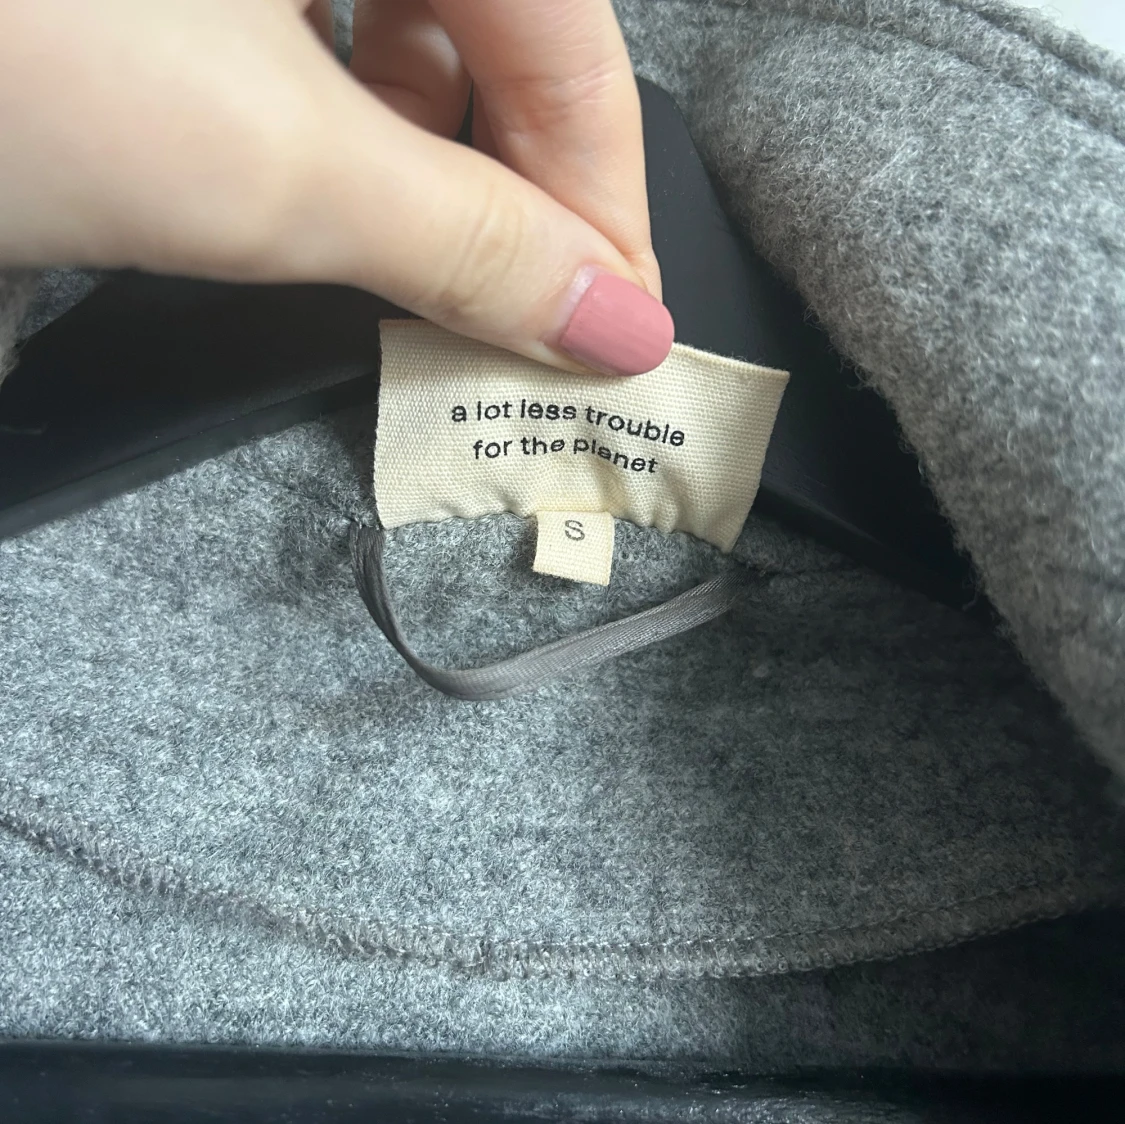 a lot less trouble
for the planet
S